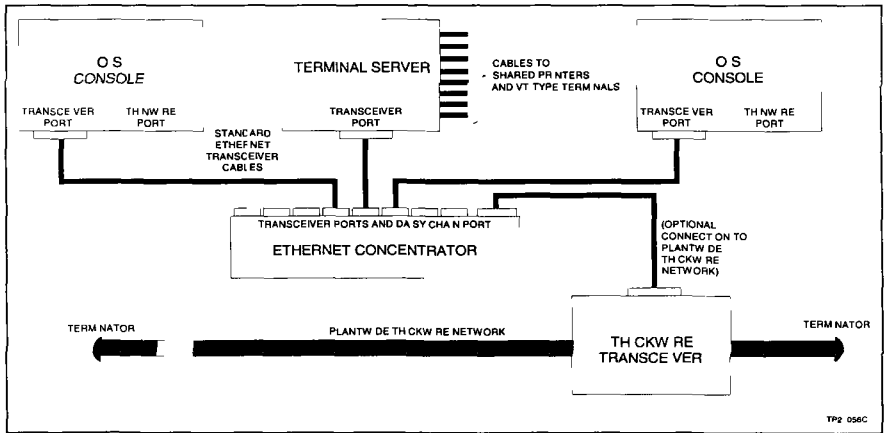 O S
CONSOLE
TRANSCE VER
PORT
TH NW RE
PORT
TERMINAL SERVER
TRANSCEIVER
PORT
CABLES TO
SHARED PR NTERS
AND VT TYPE TERM NALS
O S
CONSOLE
TRANSCE VER
PORT
TH NW RE
PORT
STANDARD
ETHEFNET
TRANSCEIVER
CABLES
TRANSCEIVER PORTS AND DA SY CHA N PORT
ETHERNET CONCENTRATOR
(OPTIONAL
CONNECT ON TO
PLANTW DE
TH CKW RE
NETWORK)
TERM NATOR
PLANTW DE TH CKW RE NETWORK
TH CKW RE
TRANSCE VER
TERM NATOR
TP2 056C